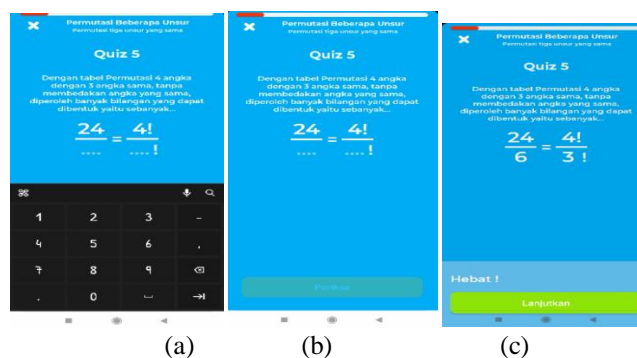 Permutasi Beberapa Unsur
Permutasi tiga unsur yang sama
Quiz 5
Dengan tabel Permutasi 4 angka
dengan 3 angka sama, tanpa
membedakan angka yang sama,
diperoleh banyak bilangan yang dapat
dibentuk yaitu sebanyak...
24 = 4!
.... .... !
1 2 3 -
4 5 6 ,
7 8 9
. 0
(a)
Permutasi Beberapa Unsur
Permutasi tiga unsur yang sama
Quiz 5
Dengan tabel Permutasi 4 angka
dengan 3 angka sama, tanpa
membedakan angka yang sama,
diperoleh banyak bilangan yang dapat
dibentuk yaitu sebanyak...
24 = 4!
.... .... !
Periksa
(b)
Permutasi Beberapa Unsur
Permutasi tiga unsur yang sama
Quiz 5
Dengan tabel Permutasi 4 angka
dengan 3 angka sama, tanpa
membedakan angka yang sama,
diperoleh banyak bilangan yang dapat
dibentuk yaitu sebanyak...
24 = 4!
6 3 !
Hebat !
Lanjutkan
(c)